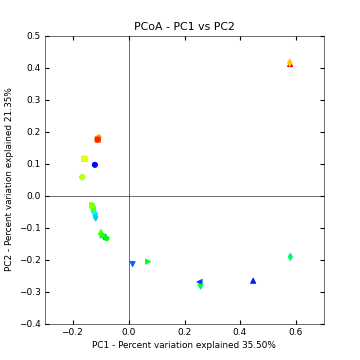 PCoA - PC1 vs PC2
PC2 - Percent variation explained 21.35%
0.5
0.4
0.3
0.2
0.1
0.0
−0.1
−0.2
−0.3
−0.4
−0.2 0.0 0.2 0.4 0.6
PC1 - Percent variation explained 35.50%